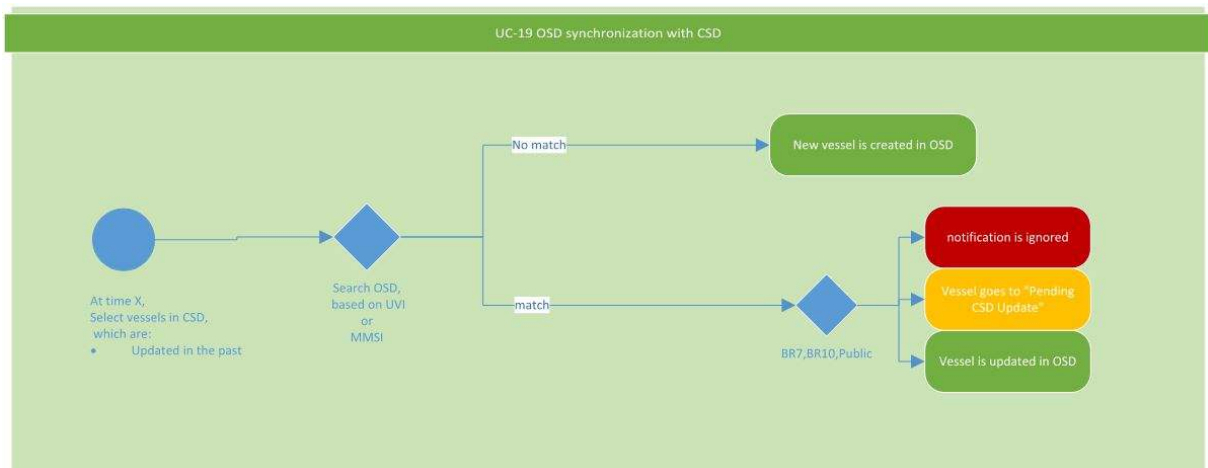 UC-19 OSD synchronization with CSD
No match
New vessel is created in OSD
notification is ignored
At time X,
Select vessels in CSD,
which are:
• Updated in the past
Search OSD,
based on UVI
or
MMSI
match
Vessel goes to "Pending
CSD Update"
BR7,BR10,Public
Vessel is updated in OSD